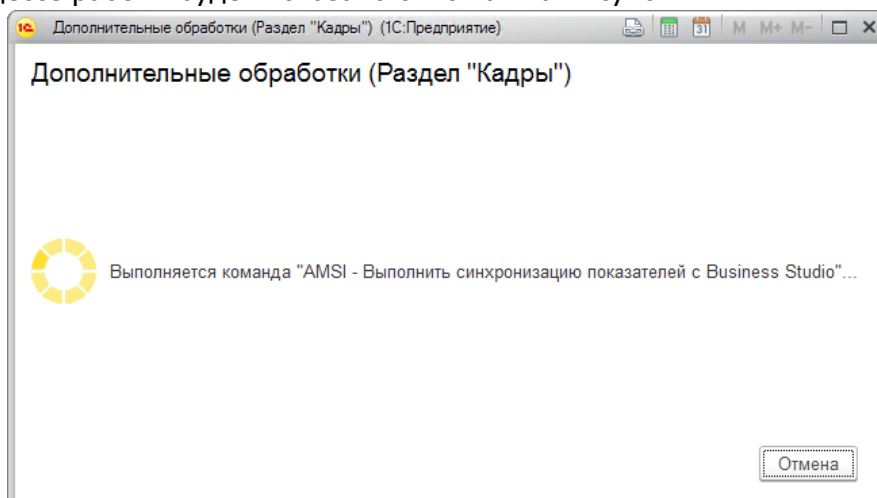 Дополнительные обработки (Раздел "Кадры") (1С:Предприятие)
31 M M+ M-
Дополнительные обработки (Раздел "Кадры")
Выполняется команда "AMSI - Выполнить синхронизацию показателей с Business Studio"...
Отмена